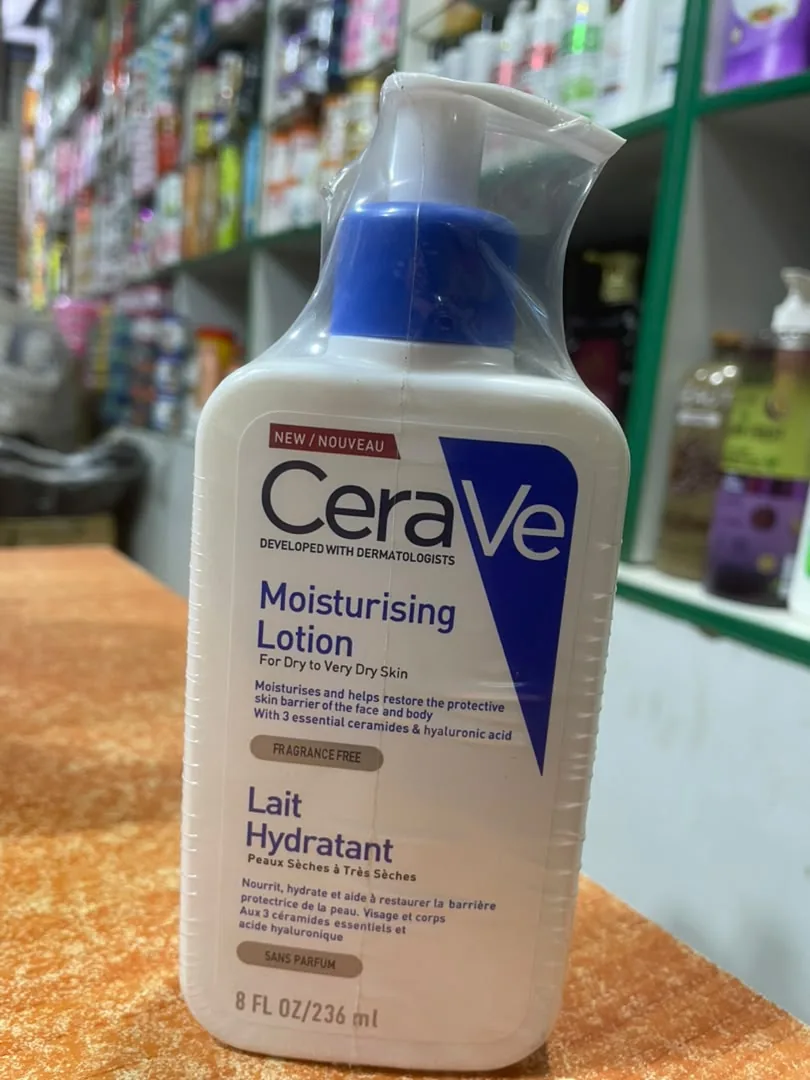 NEW / NOUVEAU
CeraVe
DEVELOPED WITH DERMATOLOGISTS
Moisturising
Lotion
For Dry to Very Dry Skin
Moisturises and helps restore the protective
skin barrier of the face and body
With 3 essential ceramides & hyaluronic acid
FRAGRANCE FREE
Lait
Hydratant
Peaux Sèches à Très Sèches
Nourrit, hydrate et aide à restaurer la barrière
protectrice de la peau. Visage et corps
Aux 3 céramides essentiels et
acide hyaluronique
SANS PARFUM
8 FL OZ/236 ml